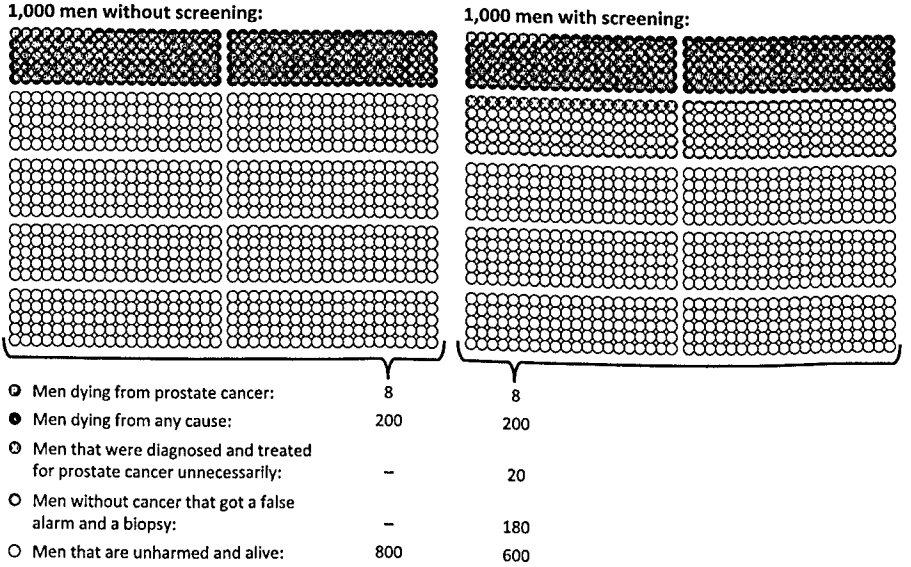 1,000 men without screening:
1,000 men with screening:
Men dying from prostate cancer: 8 8
Men dying from any cause: 200 200
Men that were diagnosed and treated
for prostate cancer unnecessarily: – 20
Men without cancer that got a false
alarm and a biopsy: – 180
Men that are unharmed and alive: 800 600